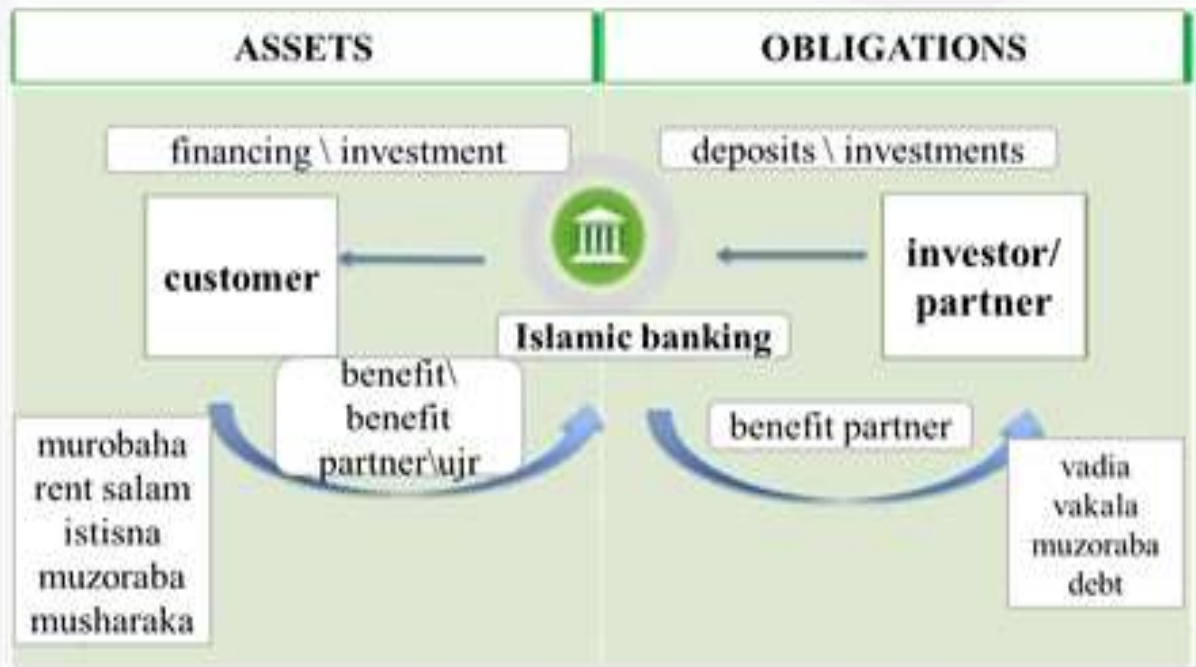 ASSETS
OBLIGATIONS
financing \ investment
deposits \ investments
customer
investor/
partner
Islamic banking
benefit\
benefit
partner\ujr
benefit partner
murobaha
rent salam
istisna
muzoraba
musharaka
vadia
vakala
muzoraba
debt